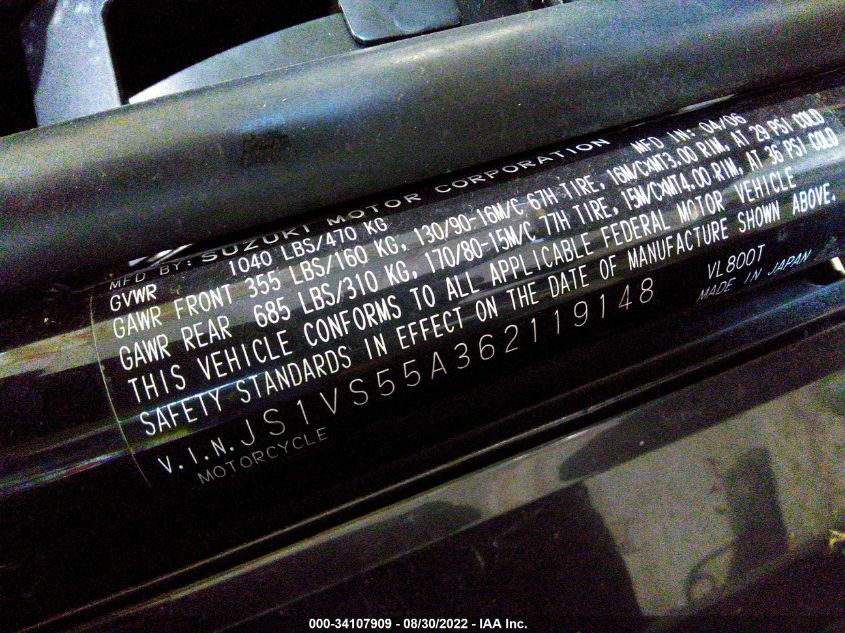 MFD BY: SUZUKI MOTOR CORPORATION MFD IN: 04/06
GVWR 1040 LBS/470 KG
GAWR FRONT 355 LBS/160 KG, 130/90-16M/C 67H TIRE, 16M/CXMT3.00 RIM, AT 29 PSI COLD
GAWR REAR 685 LBS/310 KG, 170/80-15M/C 77H TIRE, 15M/CXMT4.00 RIM, AT 36 PSI COLD
THIS VEHICLE CONFORMS TO ALL APPLICABLE FEDERAL MOTOR VEHICLE
SAFETY STANDARDS IN EFFECT ON THE DATE OF MANUFACTURE SHOWN ABOVE.
V.I.N. JS1VS55A362119148 VL800T
MOTORCYCLE MADE IN JAPAN
000-34107909 - 08/30/2022 - IAA Inc.